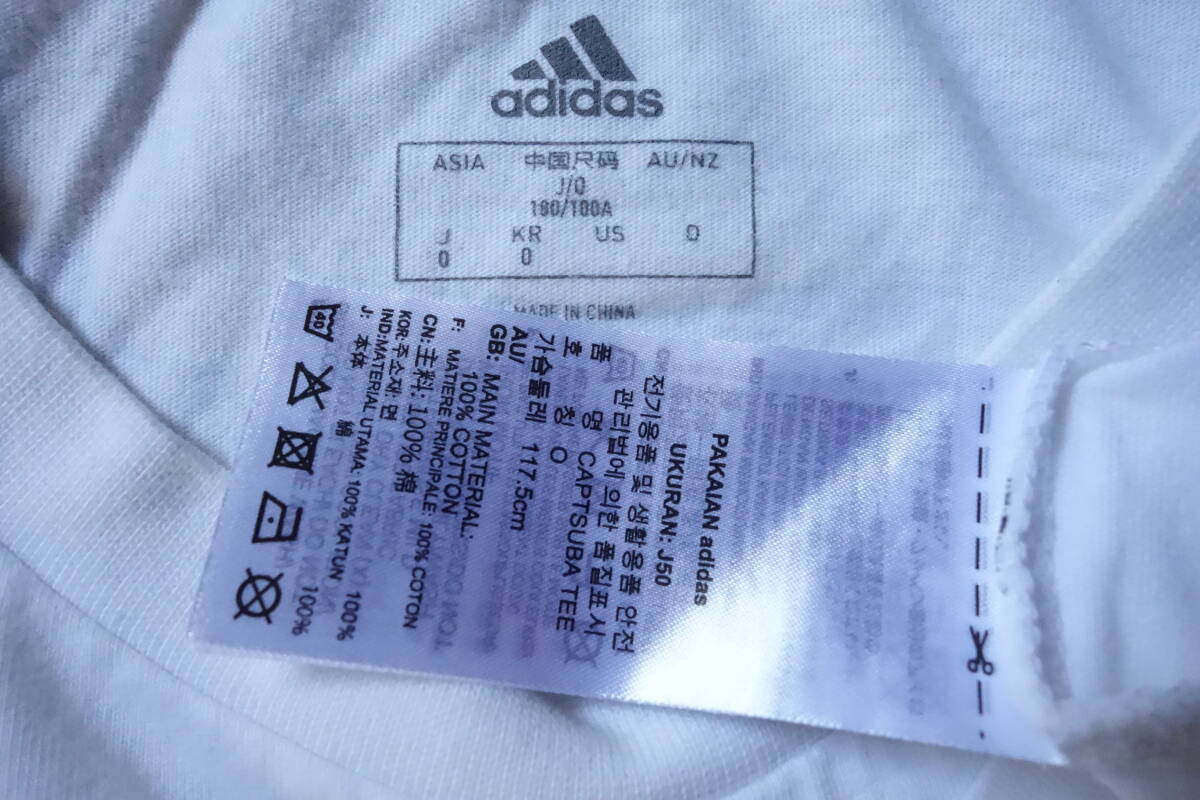 adidas
ASIA 中国尺码 AU/NZ
J/O
180/100A
J KR US O
O O
MADE IN CHINA
PAKAIAN adidas
UKURAN: J50
전기용품 및 생활용품 안전
관리법에 의한 품질표시
품 명 CAPTSUBA TEE
호 칭 O
가슴둘레 117.5cm
AU/
GB: MAIN MATERIAL:
100% COTTON
F: MATIERE PRINCIPALE: 100% COTON
CN: 主料: 100% 棉
KOR:주소재: 면 100%
IND:MATERIAL UTAMA: 100% KATUN
J: 本体 綿 100%
40